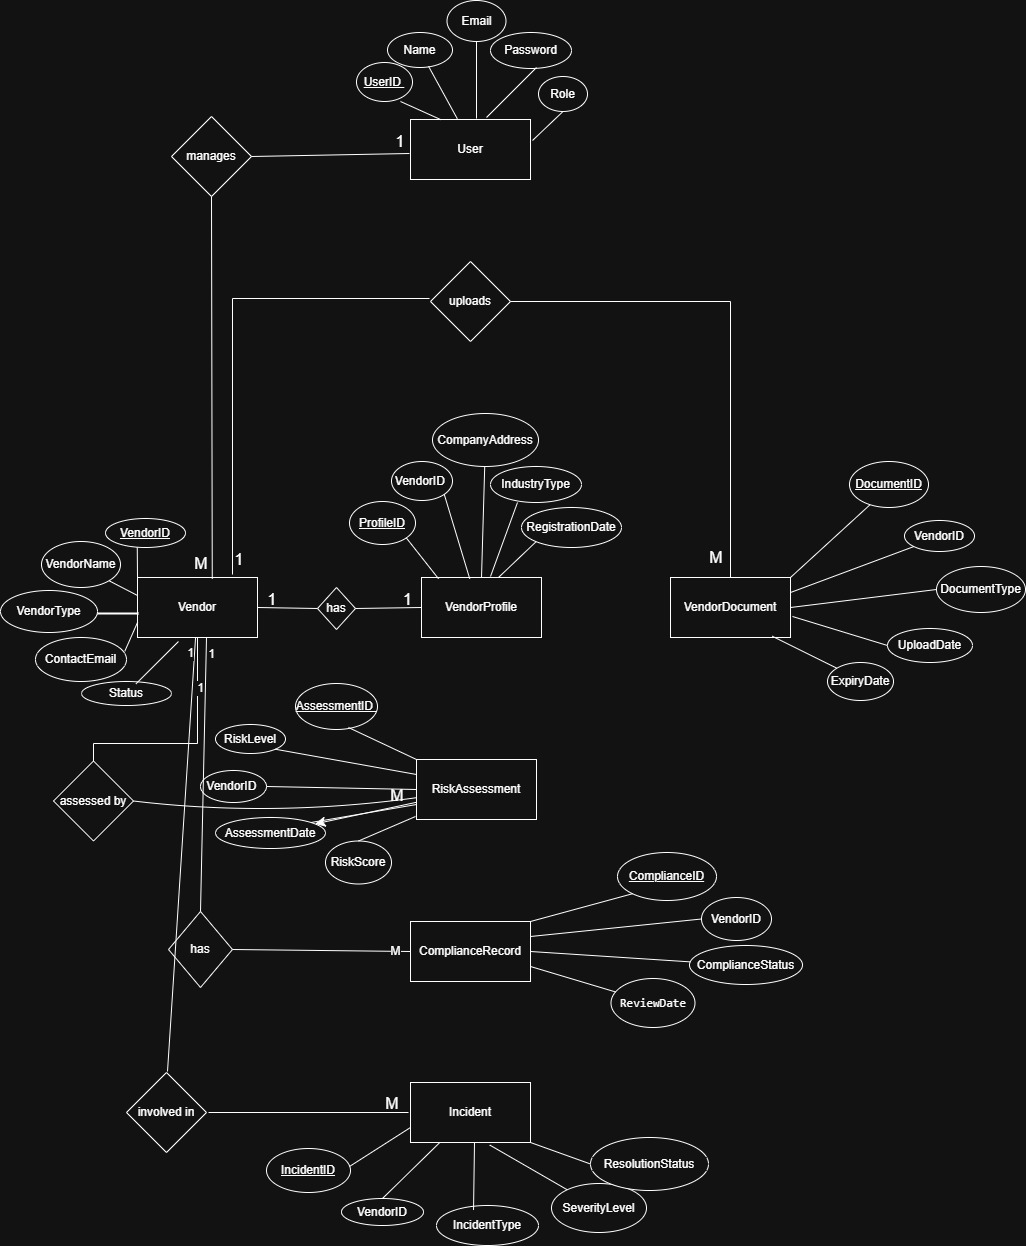 Email
Name
Password
UserID
Role
1
User
manages
uploads
CompanyAddress
VendorID
IndustryType
DocumentID
ProfileID
RegistrationDate
VendorID
VendorID
M
1
M
VendorName
DocumentType
VendorType
Vendor
1
has
1
VendorProfile
VendorDocument
ContactEmail
1
1
UploadDate
Status
1
ExpiryDate
AssessmentID
RiskLevel
VendorID
M
RiskAssessment
assessed by
AssessmentDate
RiskScore
ComplianceID
VendorID
has
M
ComplianceRecord
ComplianceStatus
ReviewDate
M
involved in
Incident
IncidentID
ResolutionStatus
VendorID
SeverityLevel
IncidentType